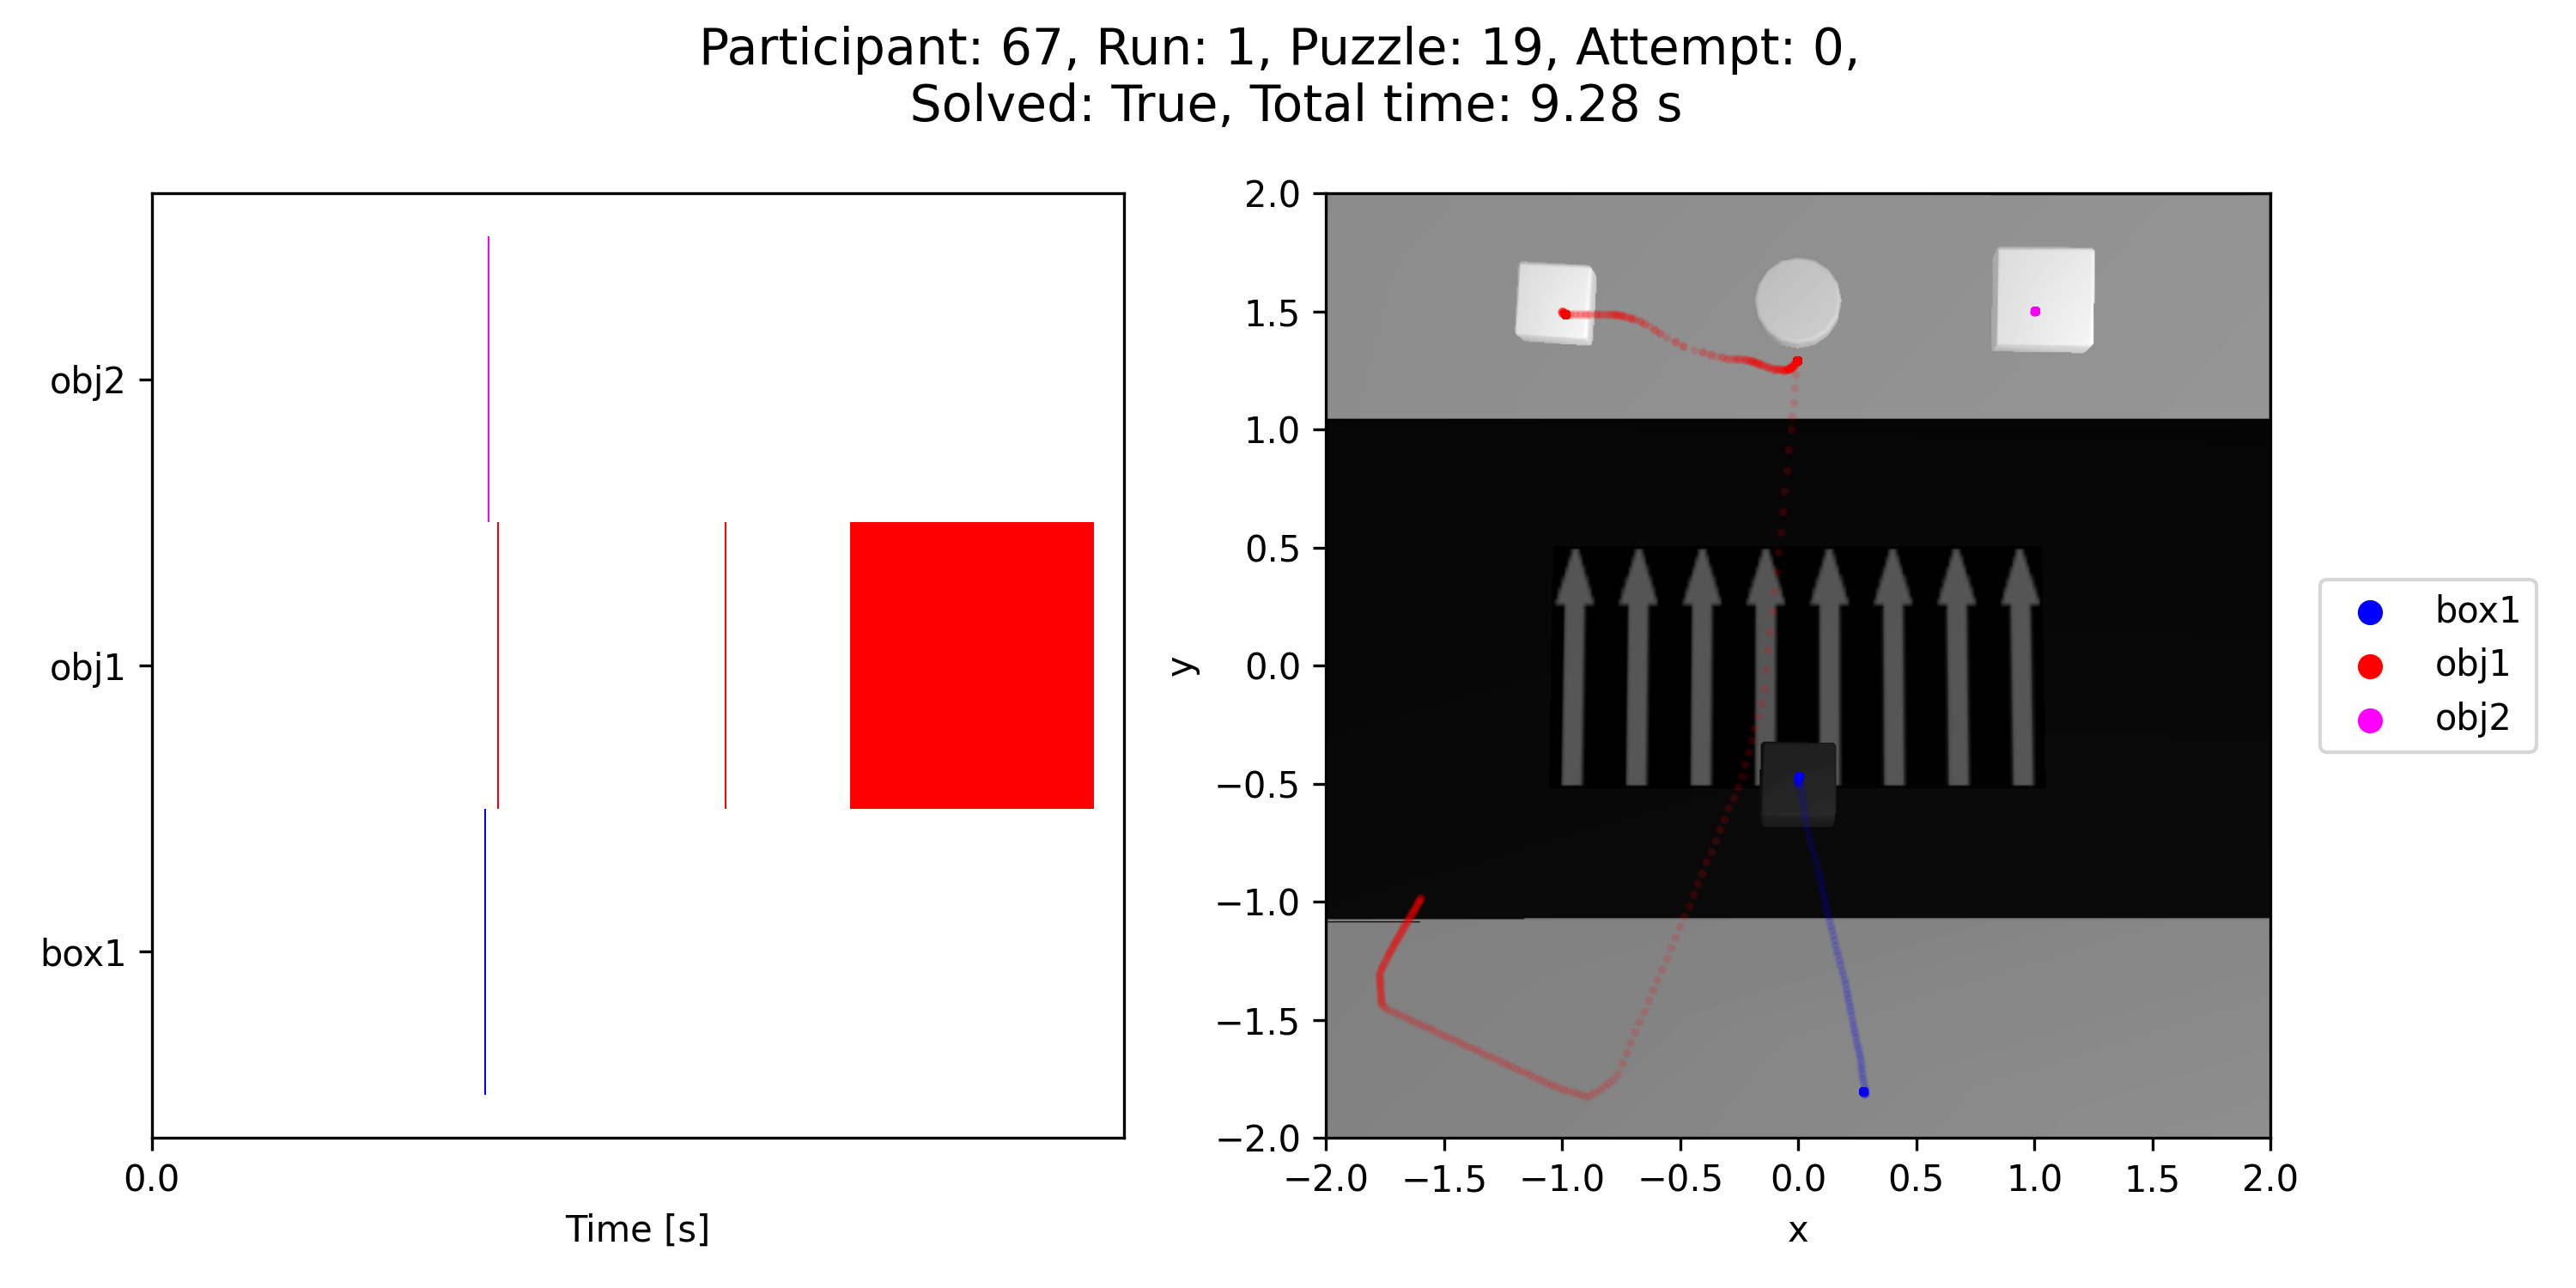 Participant: 67, Run: 1, Puzzle: 19, Attempt: 0,
Solved: True, Total time: 9.28 s
obj2
obj1
box1
0.0
Time [s]
2.0
1.5
1.0
0.5
0.0
−0.5
−1.0
−1.5
−2.0
y
−2.0 −1.5 −1.0 −0.5 0.0 0.5 1.0 1.5 2.0
x
box1
obj1
obj2